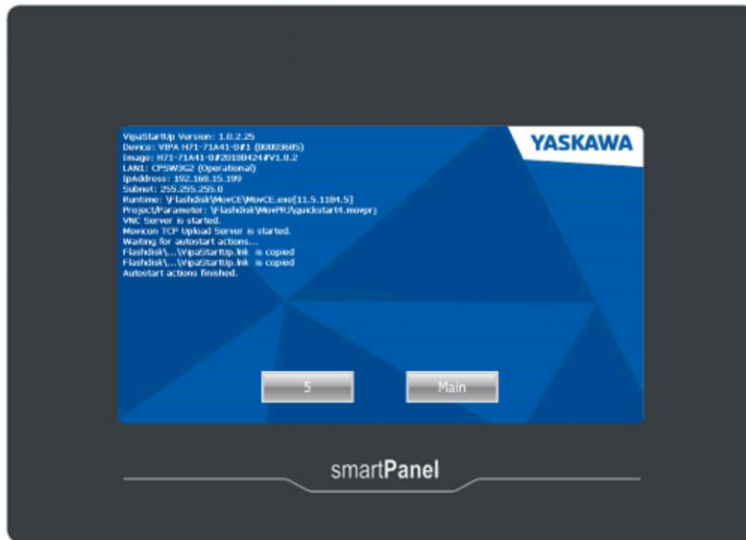 VipaStartUp Version: 1.0.2.25
YASKAWA
Device: VIPA H71-71A41-0#1 (00003685)
Image: H71-71A41-0#20180424#V1.0.2
LAN1: CPSW3G2 (Operational)
IpAddress: 192.168.15.199
Subnet: 255.255.255.0
Runtime: \Flashdisk\MovCE\MovCE.exe[11.5.1184.5]
Project/Parameter: \Flashdisk\MovPRJ\quickstart4.movprj
VNC Server is started.
Movicon TCP Upload Server is started.
Waiting for autostart actions...
Flashdisk\...\VipaStartUp.lnk is copied
Flashdisk\...\VipaStartUp.lnk is copied
Autostart actions finished.
5 Main
smartPanel